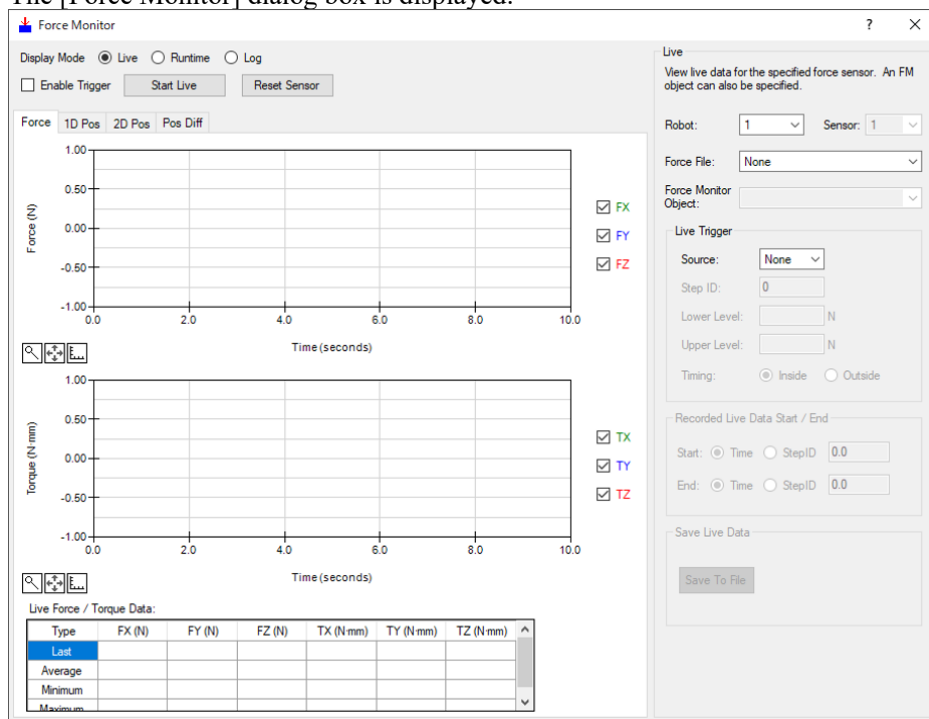 The [Force Monitor] dialog box is displayed.
Force Monitor
? ×
Display Mode Live Runtime Log
Enable Trigger Start Live Reset Sensor
Force 1D Pos 2D Pos Pos Diff
1.00
0.50
0.00
-0.50
-1.00
Force (N)
0.0 2.0 4.0 6.0 8.0 10.0
Time (seconds)
FX
FY
FZ
1.00
0.50
0.00
-0.50
-1.00
Torque (N·mm)
0.0 2.0 4.0 6.0 8.0 10.0
Time (seconds)
TX
TY
TZ
Live Force / Torque Data:
Type FX (N) FY (N) FZ (N) TX (N·mm) TY (N·mm) TZ (N·mm)
Last
Average
Minimum
Maximum
Live
View live data for the specified force sensor. An FM
object can also be specified.
Robot: 1 Sensor: 1
Force File: None
Force Monitor
Object:
Live Trigger
Source: None
Step ID: 0
Lower Level: N
Upper Level: N
Timing: Inside Outside
Recorded Live Data Start / End
Start: Time StepID 0.0
End: Time StepID 0.0
Save Live Data
Save To File